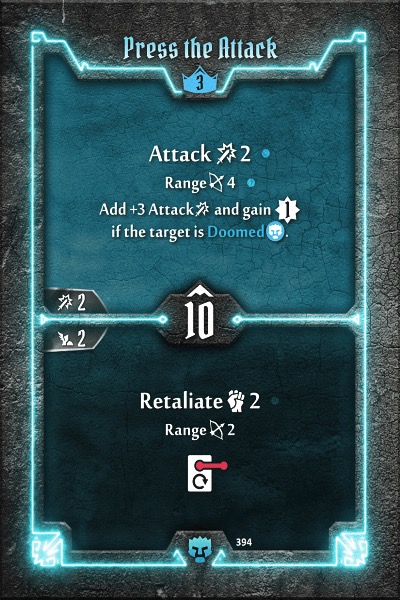 Press the Attack
3
Attack 2
Range 4
Add +3 Attack and gain 1
if the target is Doomed.
2
10
2
Retaliate 2
Range 2
394